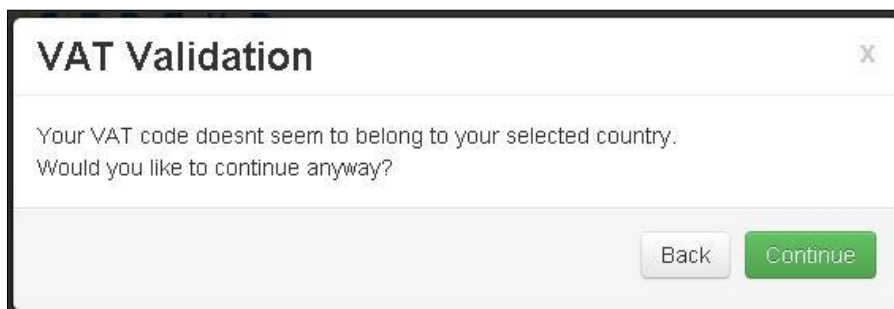 VAT Validation
x
Your VAT code doesnt seem to belong to your selected country.
Would you like to continue anyway?
Back
Continue